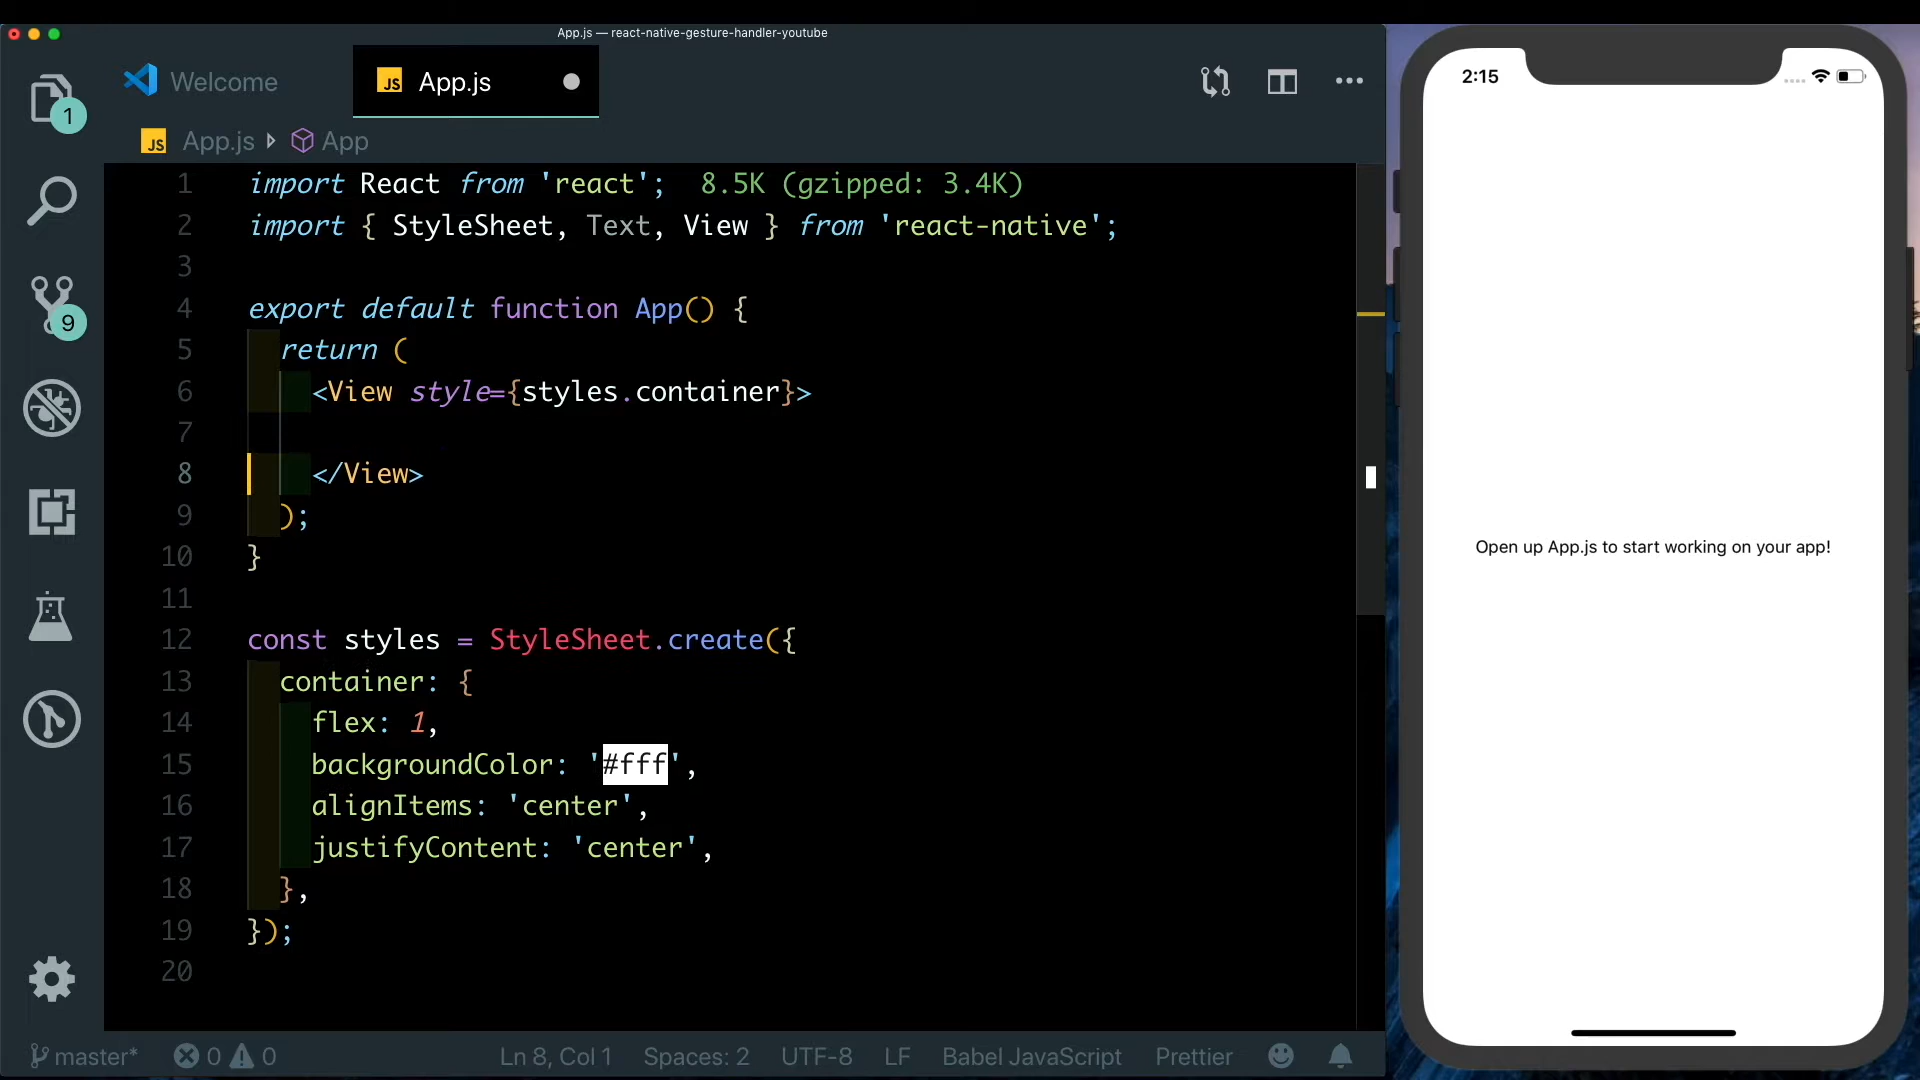 App.js — react-native-gesture-handler-youtube
Welcome
JS App.js
JS App.js App
1 import React from 'react'; 8.5K (gzipped: 3.4K)
2 import { StyleSheet, Text, View } from 'react-native';
3
4 export default function App() {
5 return (
6 <View style={styles.container}>
7
8 </View>
9 );
10 }
11
12 const styles = StyleSheet.create({
13 container: {
14 flex: 1,
15 backgroundColor: '#fff',
16 alignItems: 'center',
17 justifyContent: 'center',
18 },
19 });
20
1
9
master* 0 0 Ln 8, Col 1 Spaces: 2 UTF-8 LF Babel JavaScript Prettier
2:15
Open up App.js to start working on your app!